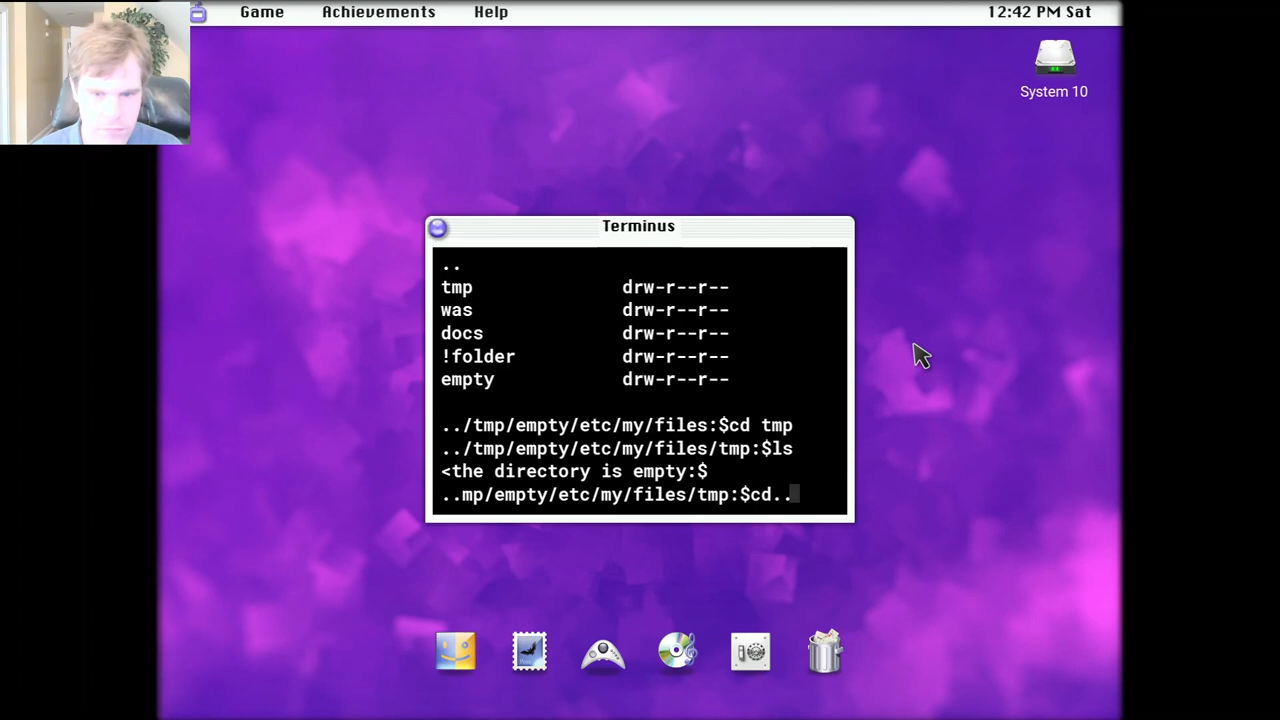 Game Achievements Help 12:42 PM Sat
System 10
Terminus
..
tmp drw-r--r--
was drw-r--r--
docs drw-r--r--
!folder drw-r--r--
empty drw-r--r--
../tmp/empty/etc/my/files:$cd tmp
../tmp/empty/etc/my/files/tmp:$ls
<the directory is empty:$
..mp/empty/etc/my/files/tmp:$cd..